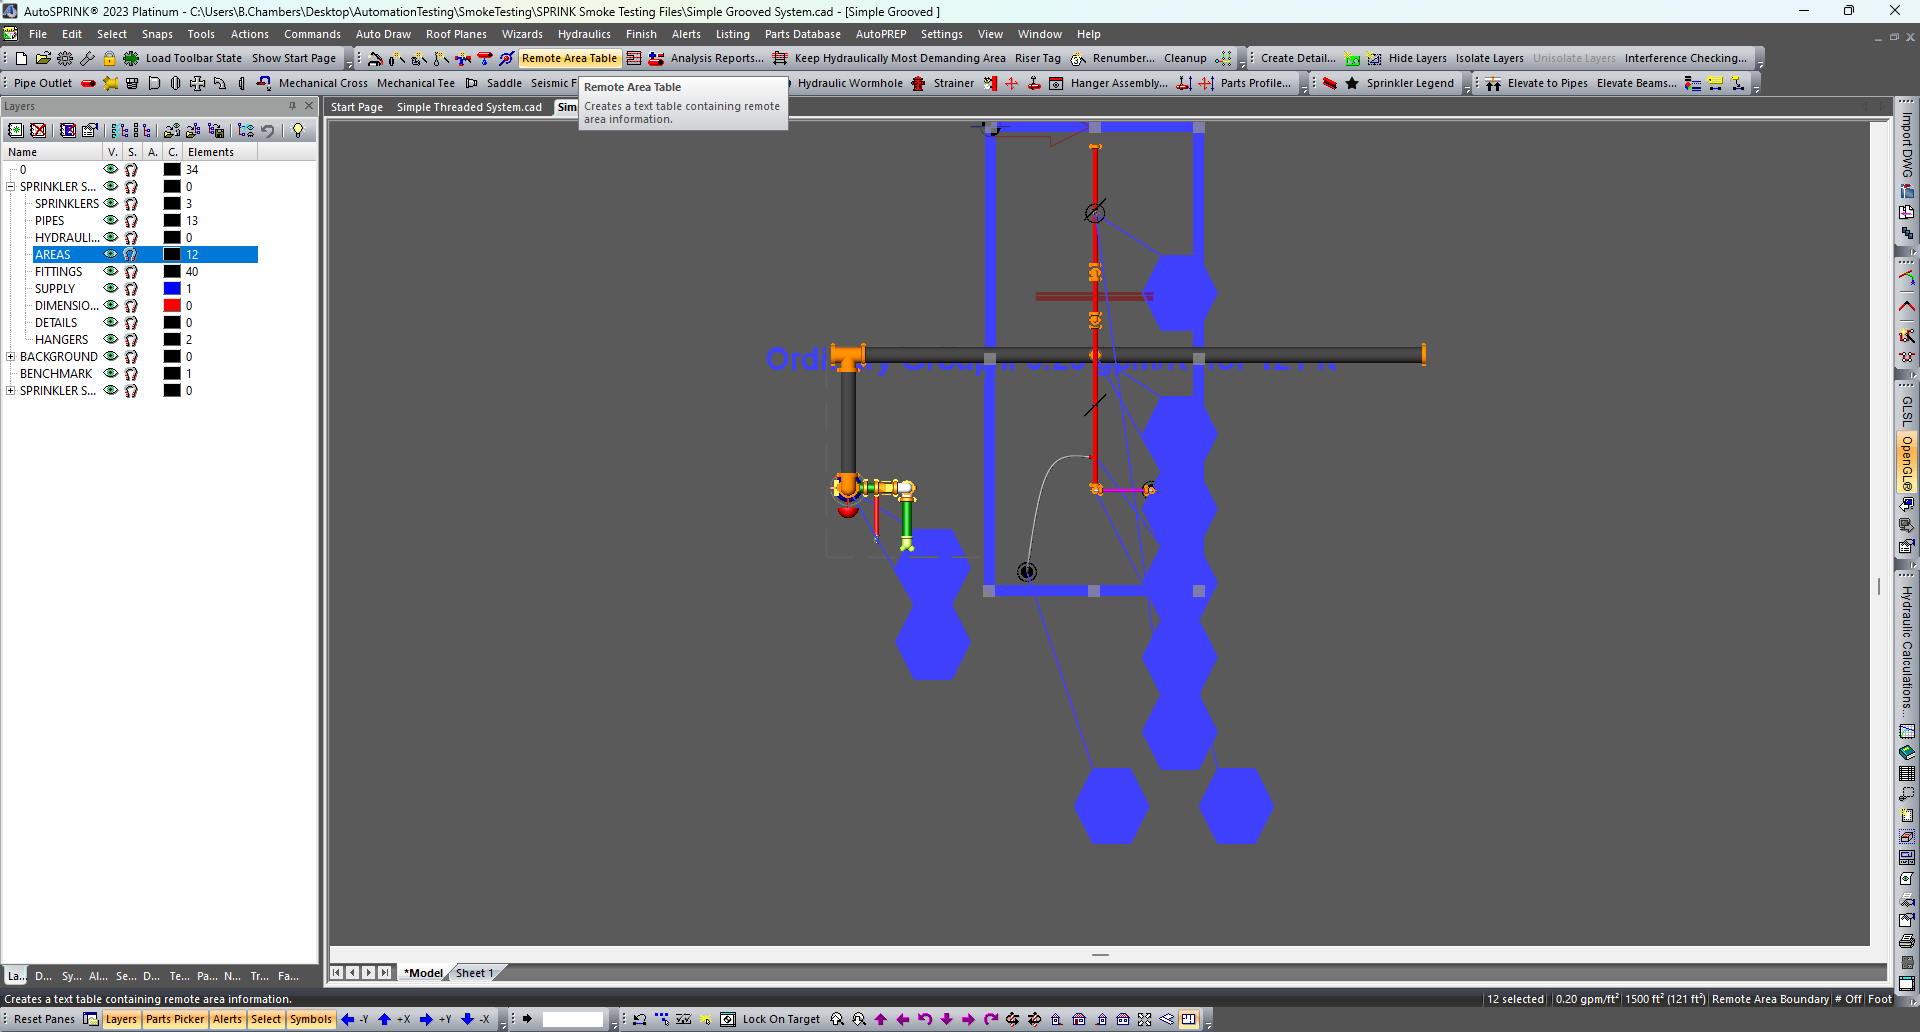 AutoSPRINK® 2023 Platinum - C:\Users\B.Chambers\Desktop\AutomationTesting\SmokeTesting\SPRINK Smoke Testing Files\Simple Grooved System.cad - [Simple Grooved ]
File Edit Select Snaps Tools Actions Commands Auto Draw Roof Planes Wizards Hydraulics Finish Alerts Listing Parts Database AutoPREP Settings View Window Help
Load Toolbar State Show Start Page Remote Area Table Analysis Reports... Keep Hydraulically Most Demanding Area Riser Tag Renumber... Cleanup Create Detail... Hide Layers Isolate Layers Unisolate Layers Interference Checking...
Pipe Outlet Mechanical Cross Mechanical Tee Saddle Seismic F Hydraulic Wormhole Strainer Hanger Assembly... Parts Profile... Sprinkler Legend Elevate to Pipes Elevate Beams...
Remote Area Table
Creates a text table containing remote
area information.
Layers
Start Page Simple Threaded System.cad Sim
Name V. S. A. C. Elements
0 34
SPRINKLER S... 0
SPRINKLERS 3
PIPES 13
HYDRAULI... 0
AREAS 12
FITTINGS 40
SUPPLY 1
DIMENSIO... 0
DETAILS 0
HANGERS 2
BACKGROUND 0
BENCHMARK 1
SPRINKLER S... 0
Import DWG
GLSL
OpenGL®
Hydraulic Calculations...
La... D... Sy... Al... Se... D... Te... Pa... N... Tr... Fa...
*Model Sheet 1
Creates a text table containing remote area information.
12 selected 0.20 gpm/ft² 1500 ft² (121 ft²) Remote Area Boundary # Off Foot
Reset Panes Layers Parts Picker Alerts Select Symbols -Y +X +Y -X Lock On Target